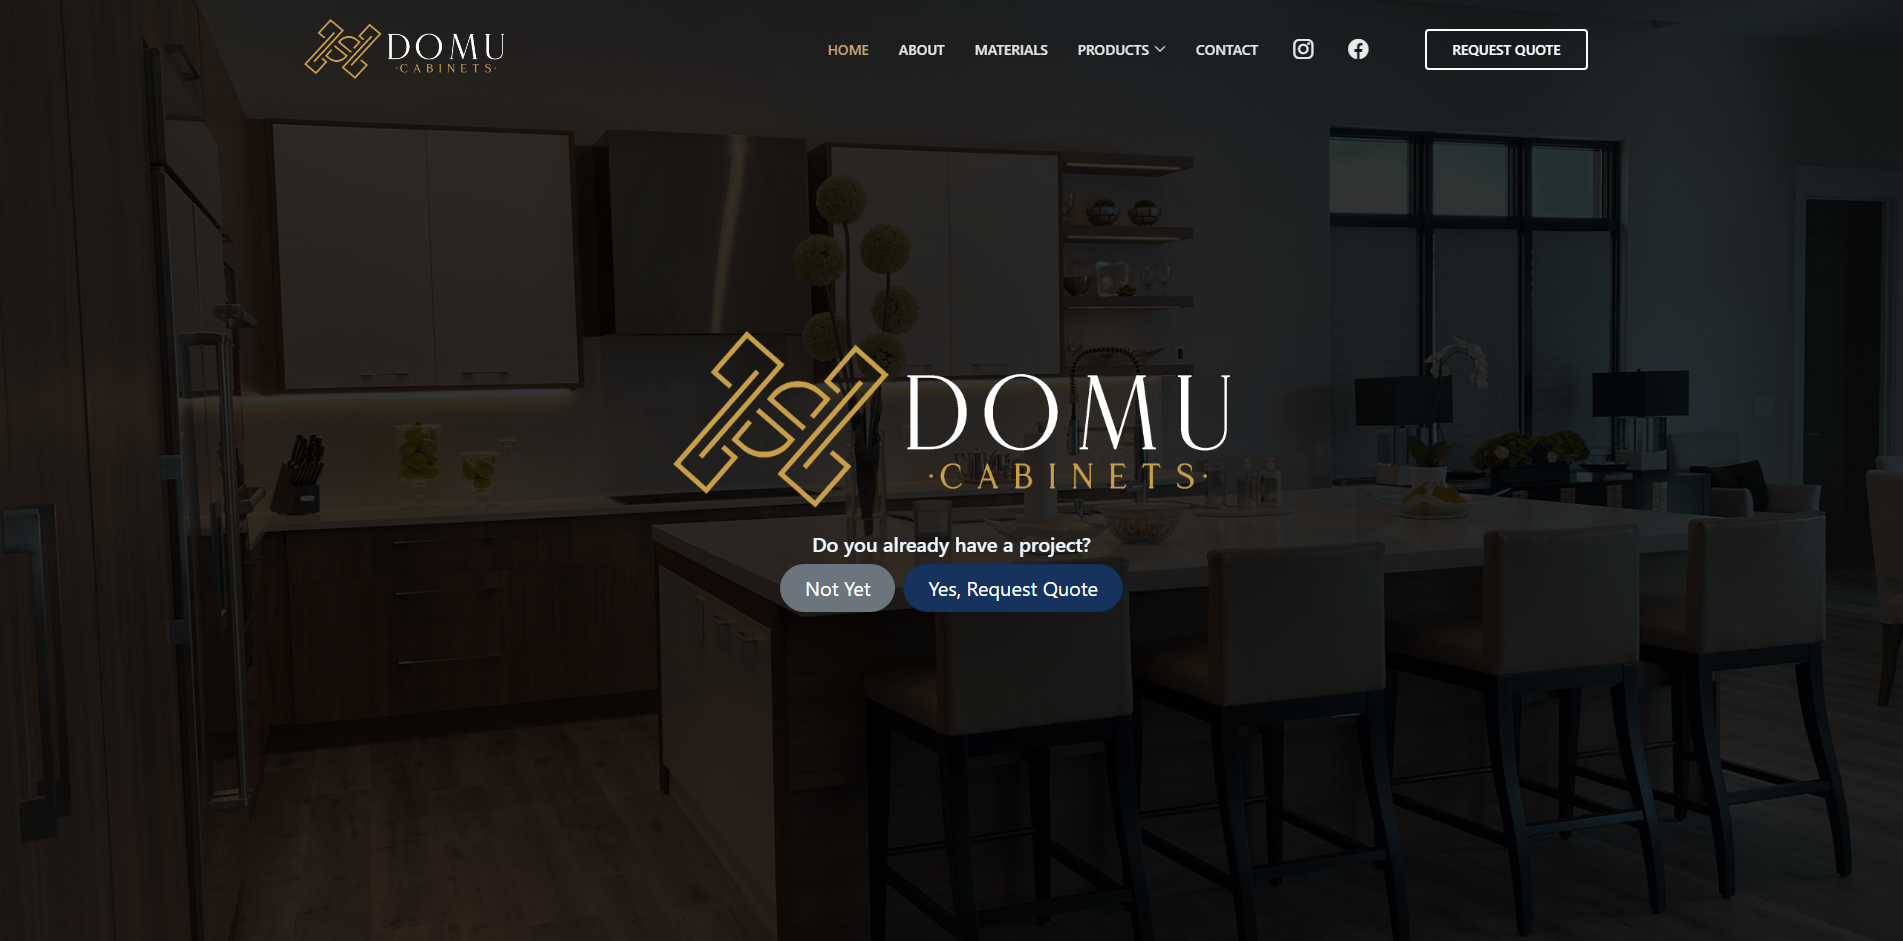 DOMU
·CABINETS·
HOME ABOUT MATERIALS PRODUCTS CONTACT REQUEST QUOTE
DOMU
·CABINETS·
Do you already have a project?
Not Yet Yes, Request Quote